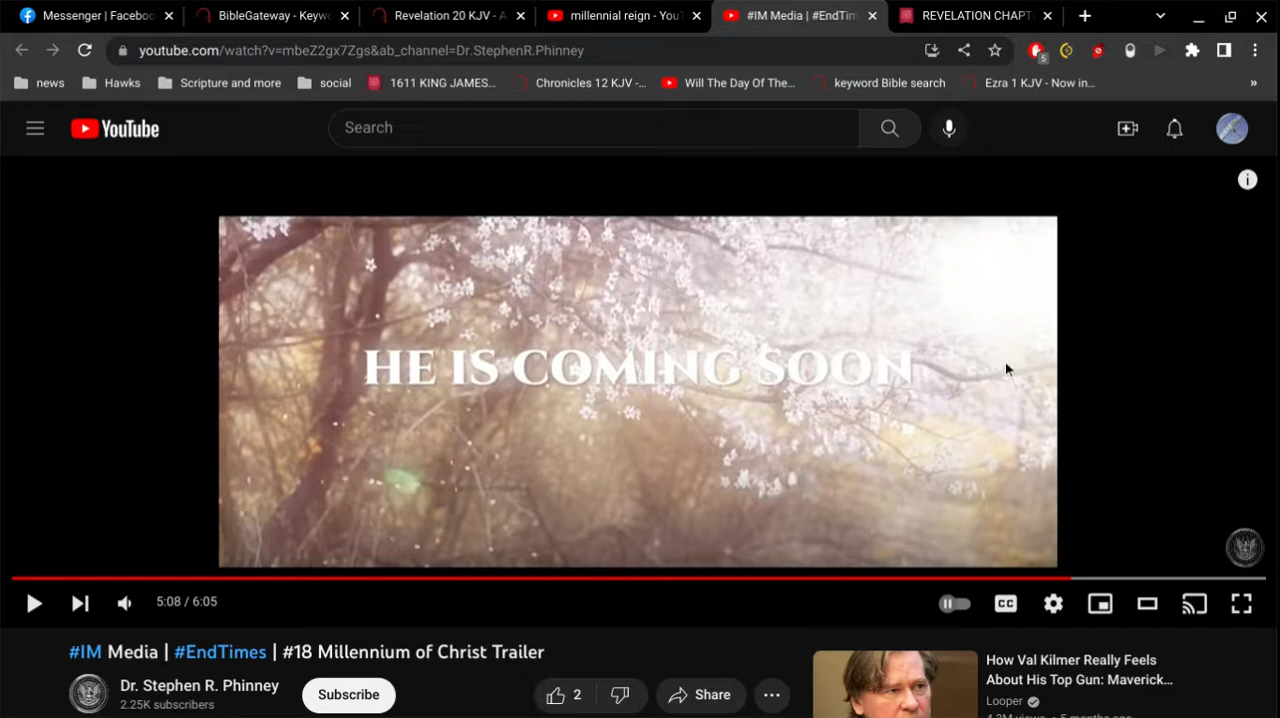 Messenger | Faceboo
BibleGateway - Keyw
Revelation 20 KJV - A
millennial reign - You
#IM Media | #EndTim
REVELATION CHAPT
youtube.com/watch?v=mbeZ2gx7Zgs&ab_channel=Dr.StephenR.Phinney
5
news
Hawks
Scripture and more
social
1611 KING JAMES...
Chronicles 12 KJV -...
Will The Day Of The...
keyword Bible search
Ezra 1 KJV - Now in...
YouTube
Search
HE IS COMING SOON
5:08 / 6:05
CC
#IM Media | #EndTimes | #18 Millennium of Christ Trailer
Dr. Stephen R. Phinney
2.25K subscribers
Subscribe
2
Share
How Val Kilmer Really Feels
About His Top Gun: Maverick...
Looper